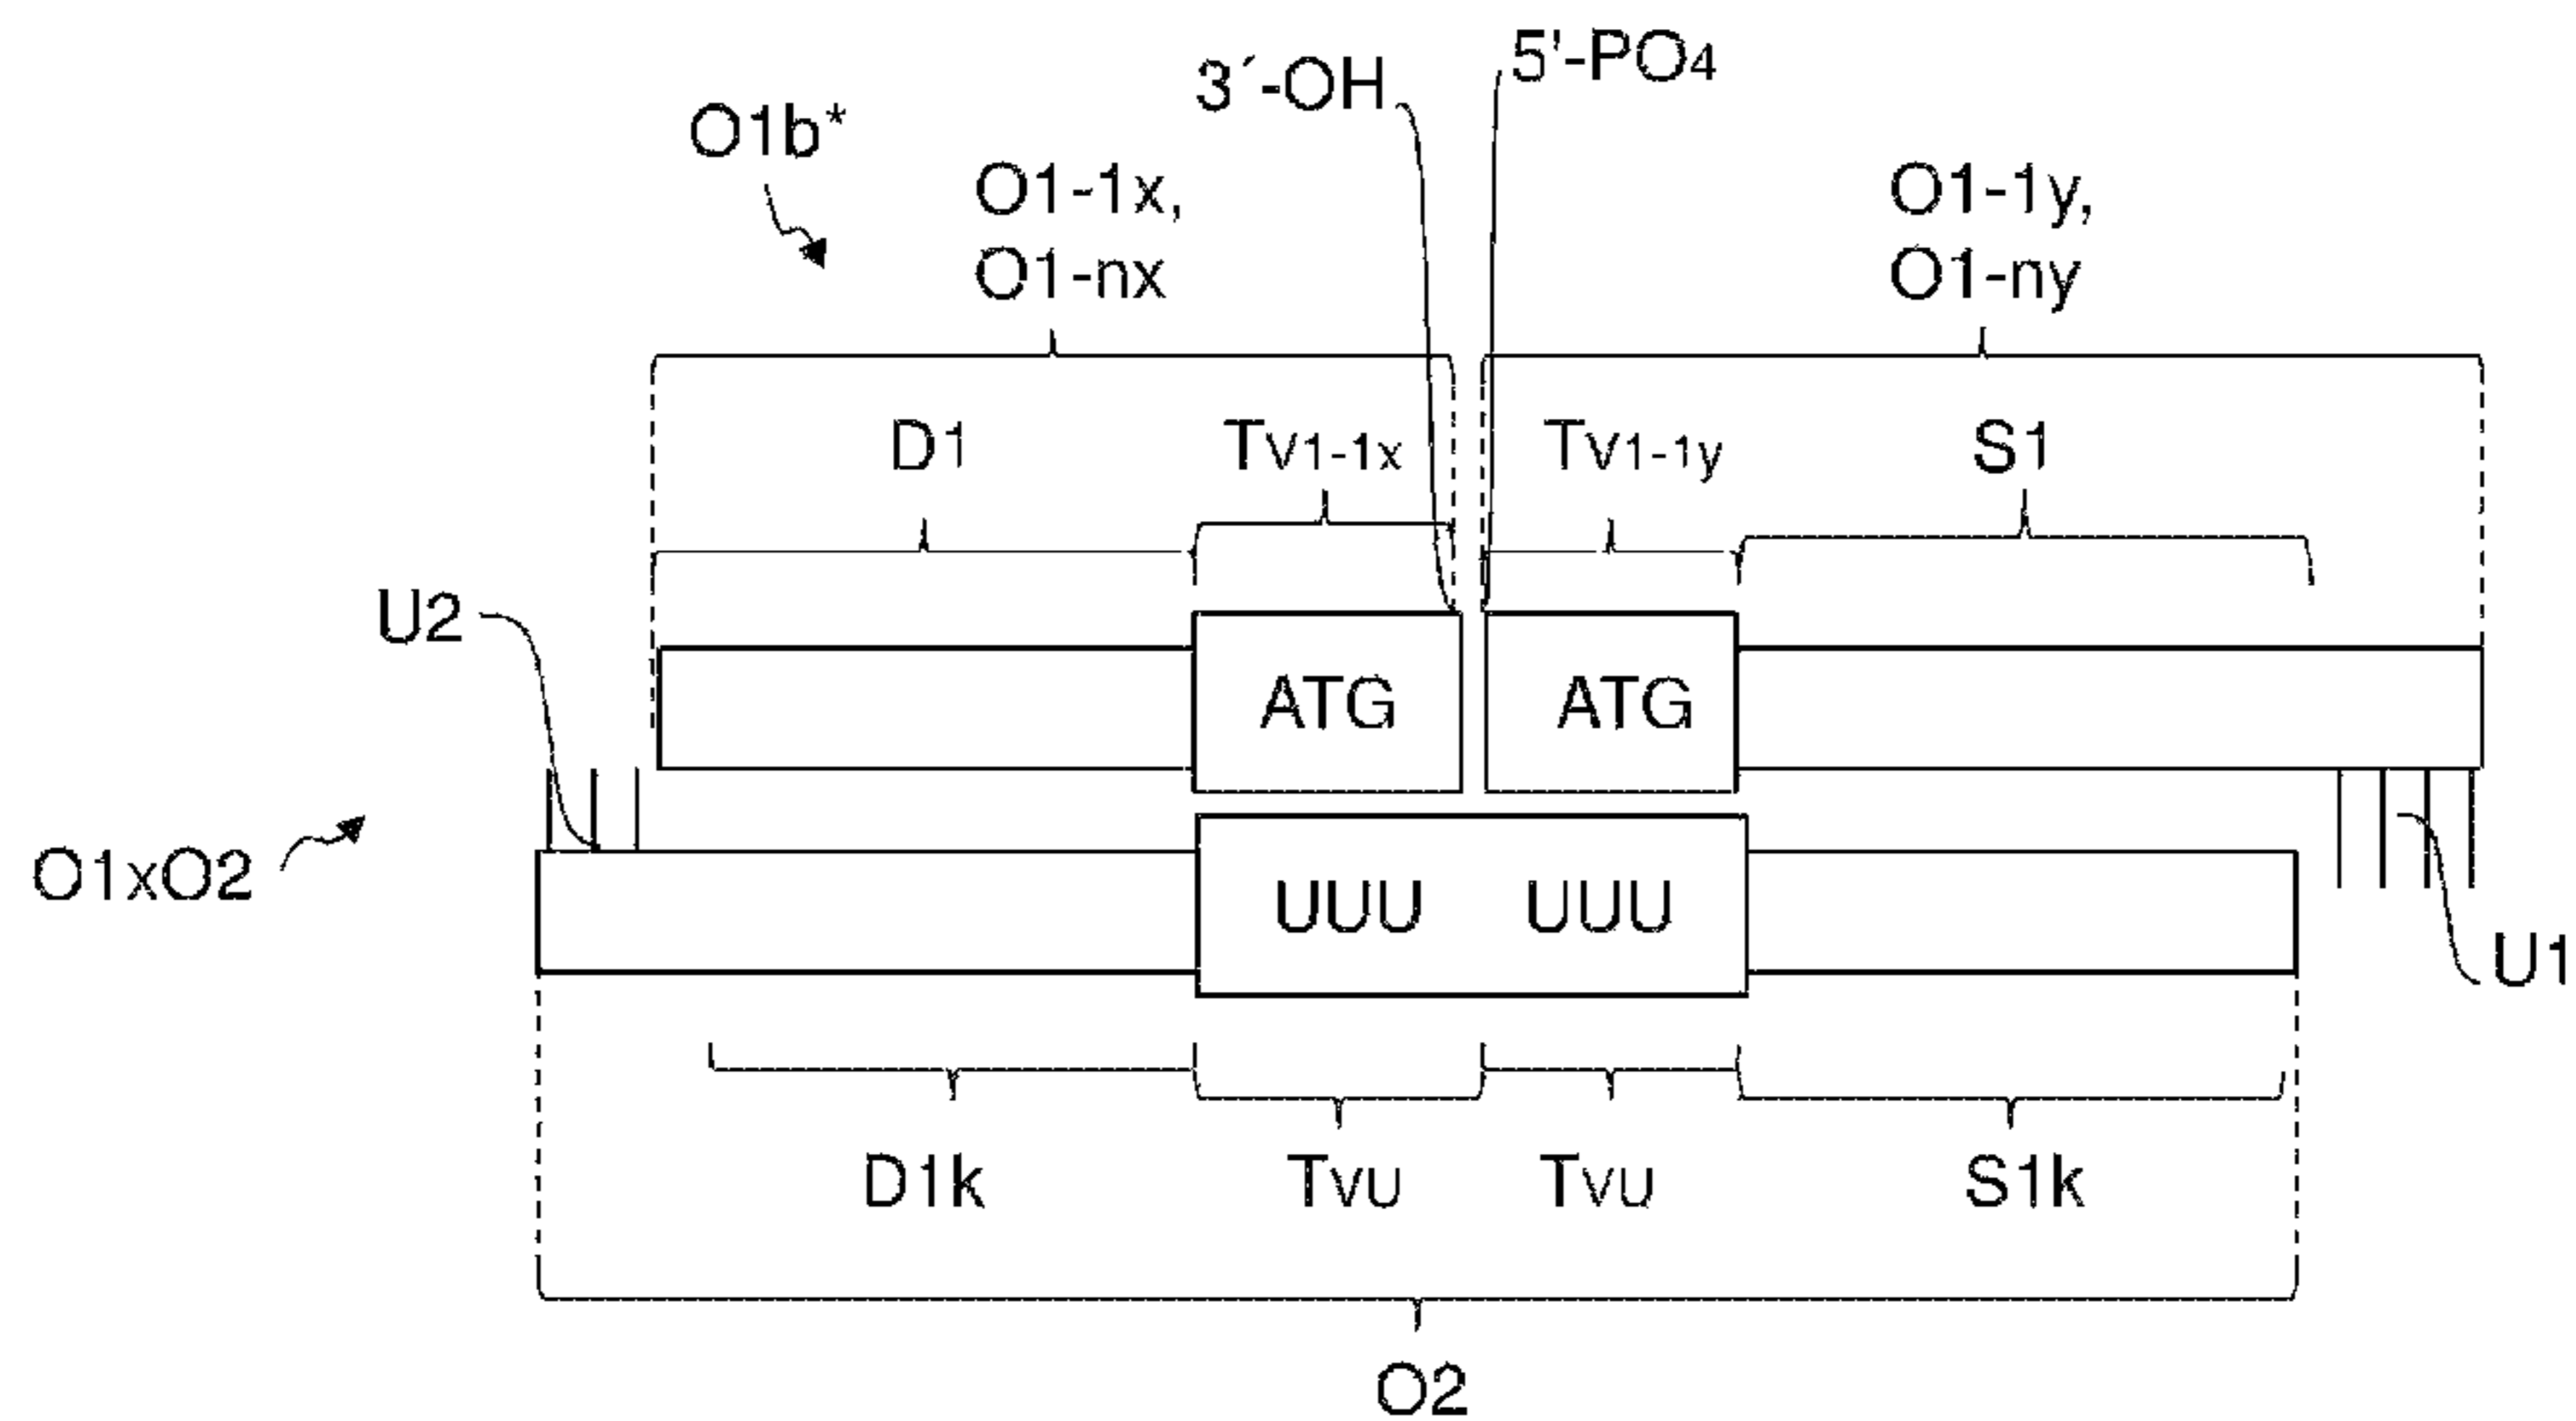 3´-OH
5'-PO4
O1b*
O1-1x,
O1-nx
O1-1y,
O1-ny
D1
TV1-1x
TV1-1y
S1
U2
ATG
ATG
O1xO2
UUU
UUU
U1
D1k
TVU
TVU
S1k
O2